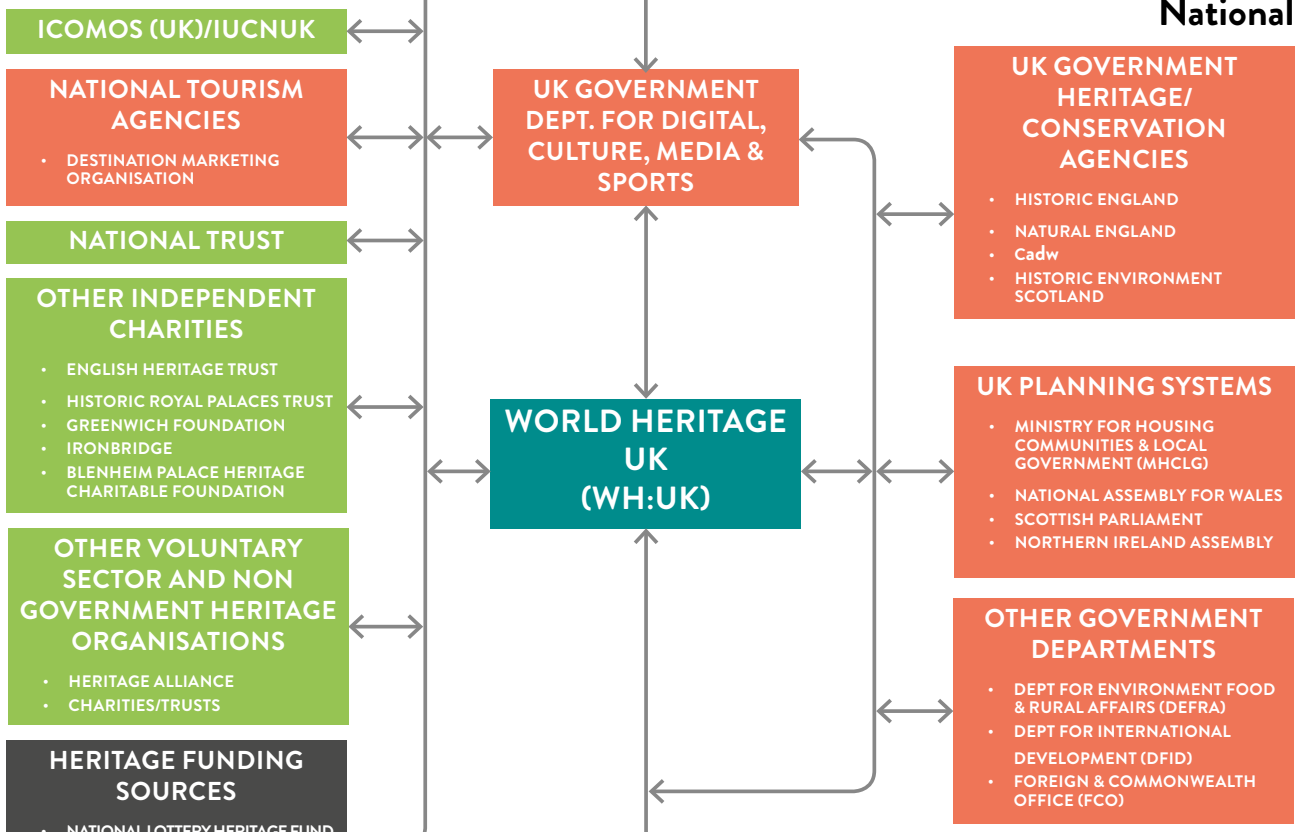 National
ICOMOS (UK)/IUCNUK
NATIONAL TOURISM
AGENCIES
• DESTINATION MARKETING
ORGANISATION
NATIONAL TRUST
OTHER INDEPENDENT
CHARITIES
• ENGLISH HERITAGE TRUST
• HISTORIC ROYAL PALACES TRUST
• GREENWICH FOUNDATION
• IRONBRIDGE
• BLENHEIM PALACE HERITAGE
CHARITABLE FOUNDATION
OTHER VOLUNTARY
SECTOR AND NON
GOVERNMENT HERITAGE
ORGANISATIONS
• HERITAGE ALLIANCE
• CHARITIES/TRUSTS
HERITAGE FUNDING
SOURCES
• NATIONAL LOTTERY HERITAGE FUND
UK GOVERNMENT
DEPT. FOR DIGITAL,
CULTURE, MEDIA &
SPORTS
WORLD HERITAGE
UK
(WH:UK)
UK GOVERNMENT
HERITAGE/
CONSERVATION
AGENCIES
• HISTORIC ENGLAND
• NATURAL ENGLAND
• Cadw
• HISTORIC ENVIRONMENT
SCOTLAND
UK PLANNING SYSTEMS
• MINISTRY FOR HOUSING
COMMUNITIES & LOCAL
GOVERNMENT (MHCLG)
• NATIONAL ASSEMBLY FOR WALES
• SCOTTISH PARLIAMENT
• NORTHERN IRELAND ASSEMBLY
OTHER GOVERNMENT
DEPARTMENTS
• DEPT FOR ENVIRONMENT FOOD
& RURAL AFFAIRS (DEFRA)
• DEPT FOR INTERNATIONAL
DEVELOPMENT (DFID)
• FOREIGN & COMMONWEALTH
OFFICE (FCO)